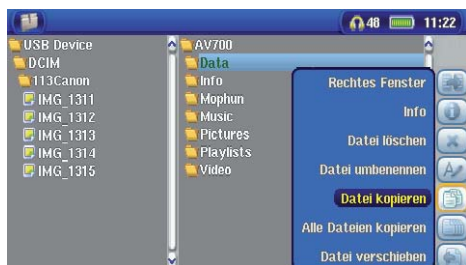 48 11:22
USB Device
DCIM
113Canon
IMG_1311
IMG_1312
IMG_1313
IMG_1314
IMG_1315
AV700
Data
Info
Mophun
Music
Pictures
Playlists
Video
Rechtes Fenster
Info
Datei löschen
Datei umbenennen
Datei kopieren
Alle Dateien kopieren
Datei verschieben